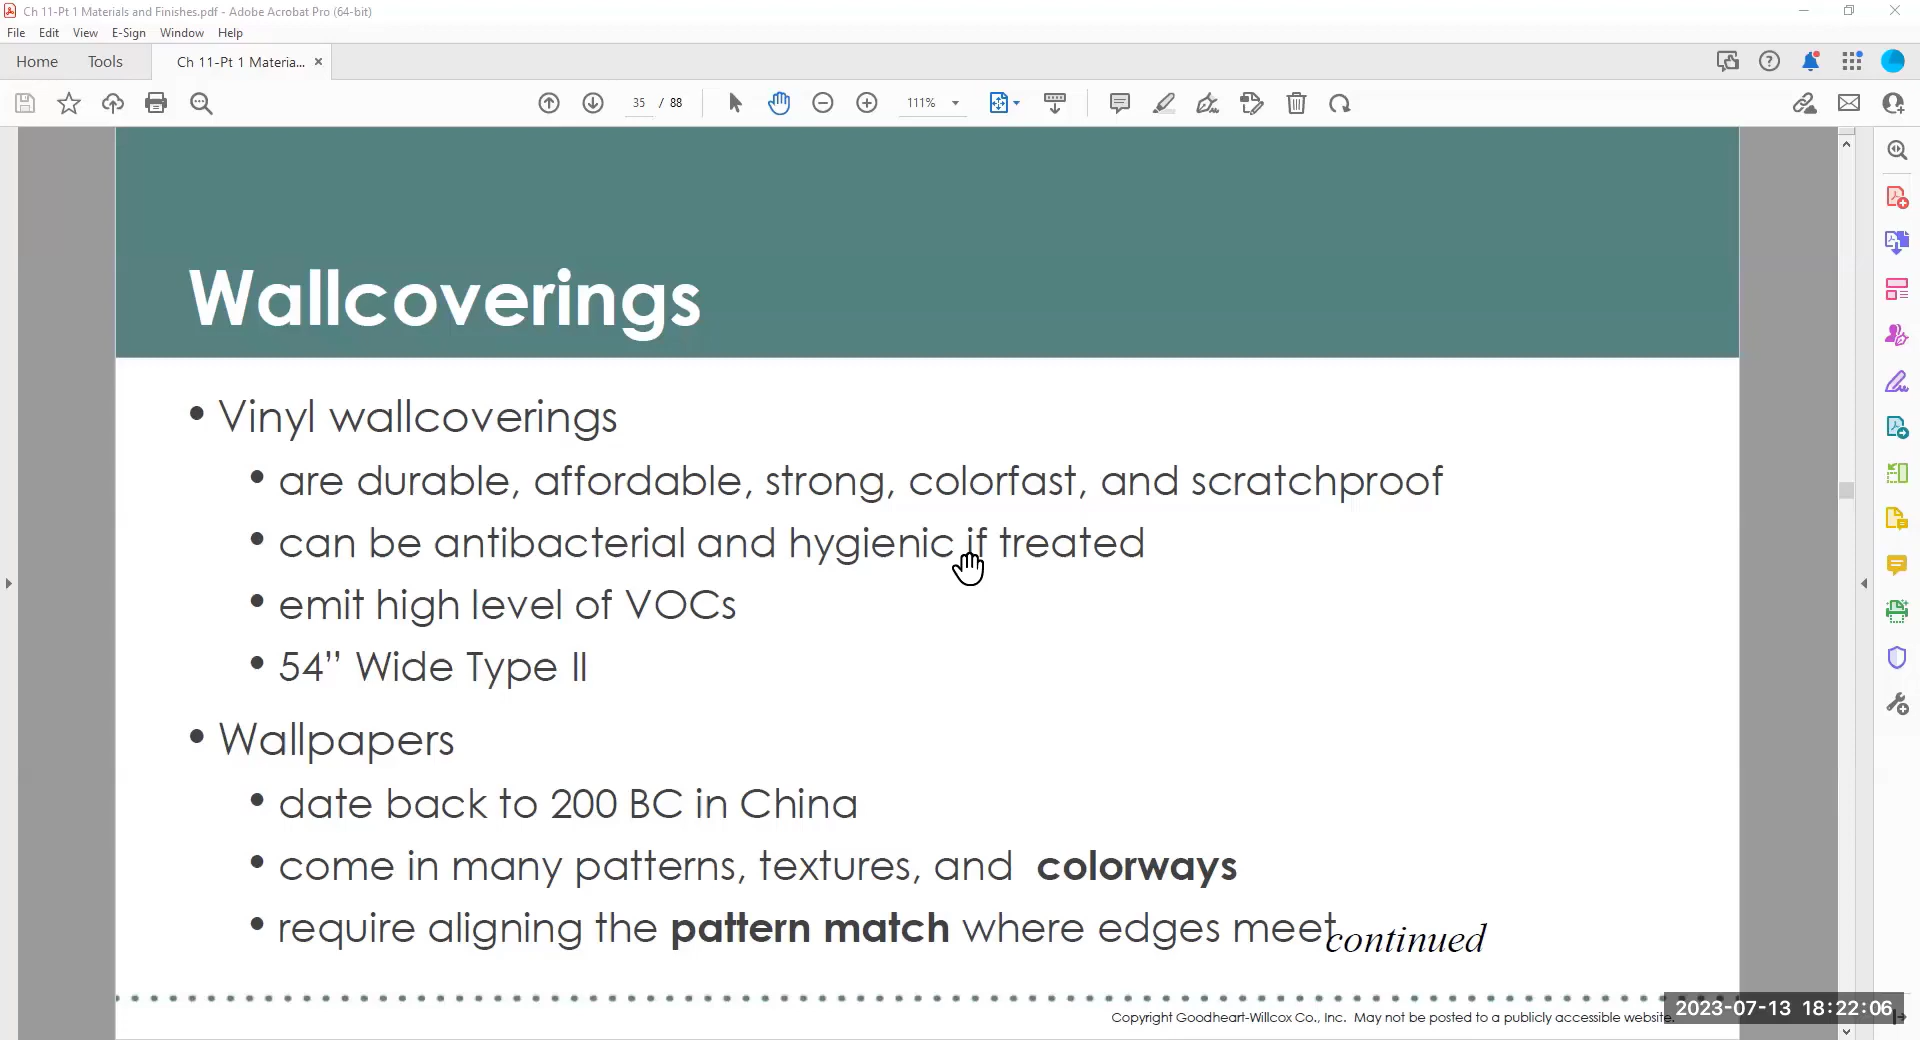 Ch 11-Pt 1 Materials and Finishes.pdf - Adobe Acrobat Pro (64-bit)
File Edit View E-Sign Window Help
Home Tools Ch 11-Pt 1 Materia... ×
35 / 88 111%
Wallcoverings
• Vinyl wallcoverings
• are durable, affordable, strong, colorfast, and scratchproof
• can be antibacterial and hygienic if treated
• emit high level of VOCs
• 54” Wide Type II
• Wallpapers
• date back to 200 BC in China
• come in many patterns, textures, and colorways
• require aligning the pattern match where edges meet
continued
Copyright Goodheart-Willcox Co., Inc. May not be posted to a publicly accessible website.
2023-07-13 18:22:06